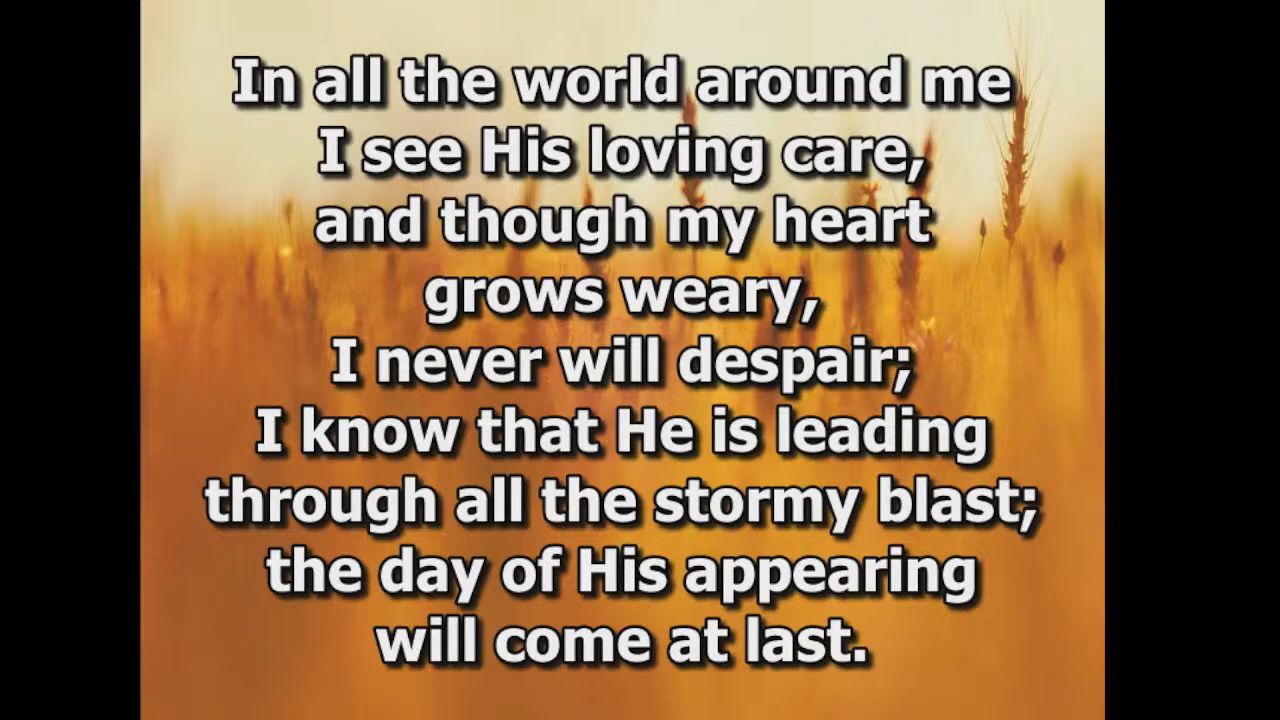 In all the world around me
I see His loving care,
and though my heart
grows weary,
I never will despair;
I know that He is leading
through all the stormy blast;
the day of His appearing
will come at last.